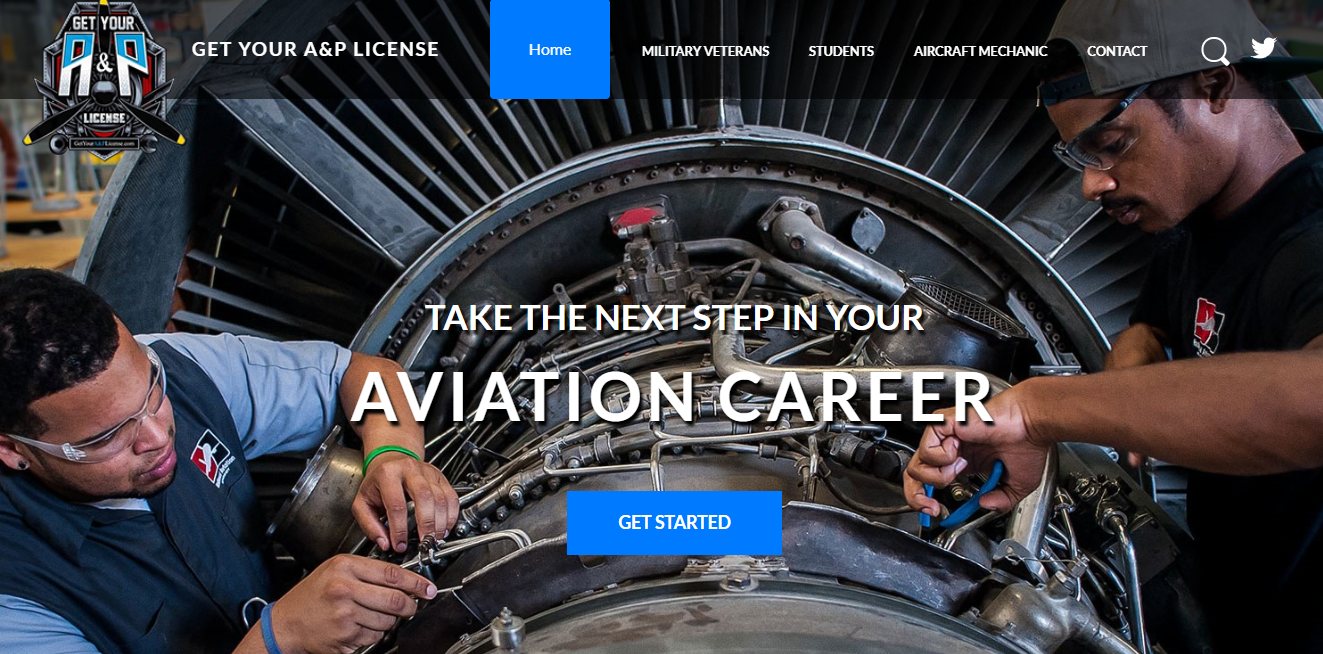 GET YOUR
A&P
LICENSE
GetYourA&PLicense.com
GET YOUR A&P LICENSE
Home
MILITARY VETERANS
STUDENTS
AIRCRAFT MECHANIC
CONTACT
TAKE THE NEXT STEP IN YOUR
AVIATION CAREER
GET STARTED